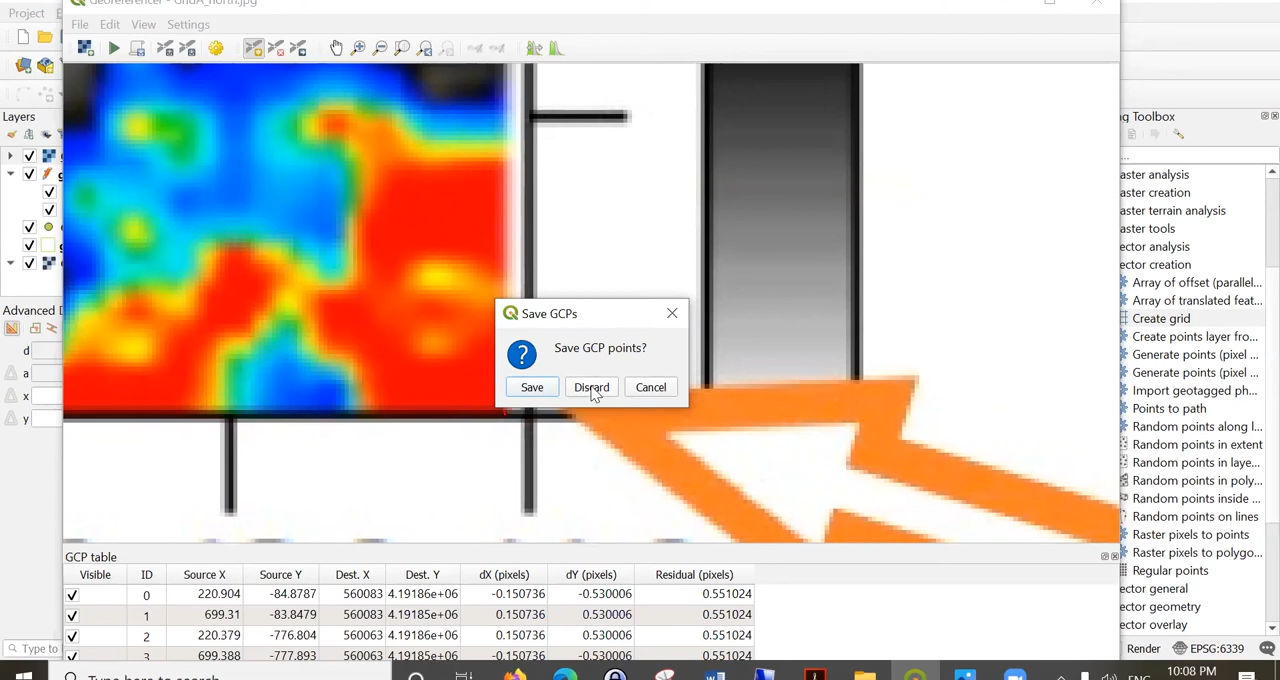 Project
Georeferencer - GridA_north.jpg
File Edit View Settings
Layers
Advanced D
d
a
x
y
Type to
ng Toolbox
aster analysis
aster creation
aster terrain analysis
aster tools
ector analysis
ector creation
Array of offset (parallel...
Array of translated feat...
Create grid
Create points layer fro...
Generate points (pixel ...
Generate points (pixel ...
Import geotagged ph...
Points to path
Random points along l...
Random points in extent
Random points in laye...
Random points in poly...
Random points inside ...
Random points on lines
Raster pixels to points
Raster pixels to polygo...
Regular points
ector general
ector geometry
ector overlay
Save GCPs
Save GCP points?
Save Discard Cancel
GCP table
Visible ID Source X Source Y Dest. X Dest. Y dX (pixels) dY (pixels) Residual (pixels)
0 220.904 -84.8787 560083 4.19185e+06 -0.150736 -0.530006 0.551024
1 699.31 -83.8479 560083 4.19185e+06 0.150736 0.530006 0.551024
2 220.379 -776.804 560063 4.19185e+06 0.150736 0.530006 0.551024
3 699.388 -777.893 560063 4.19185e+06 -0.150736 -0.530006 0.551024
Render EPSG:6339
Type here to search
ENG
10:08 PM